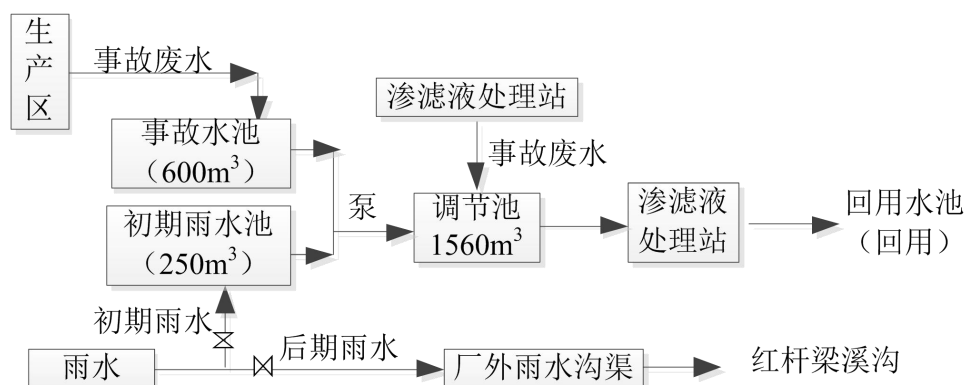 生
产
区
事故废水
事故水池
（600m³）
渗滤液处理站
事故废水
初期雨水池
（250m³）
泵
调节池
1560m³
渗滤液
处理站
回用水池
（回用）
初期雨水
后期雨水
雨水
厂外雨水沟渠
红杆梁溪沟